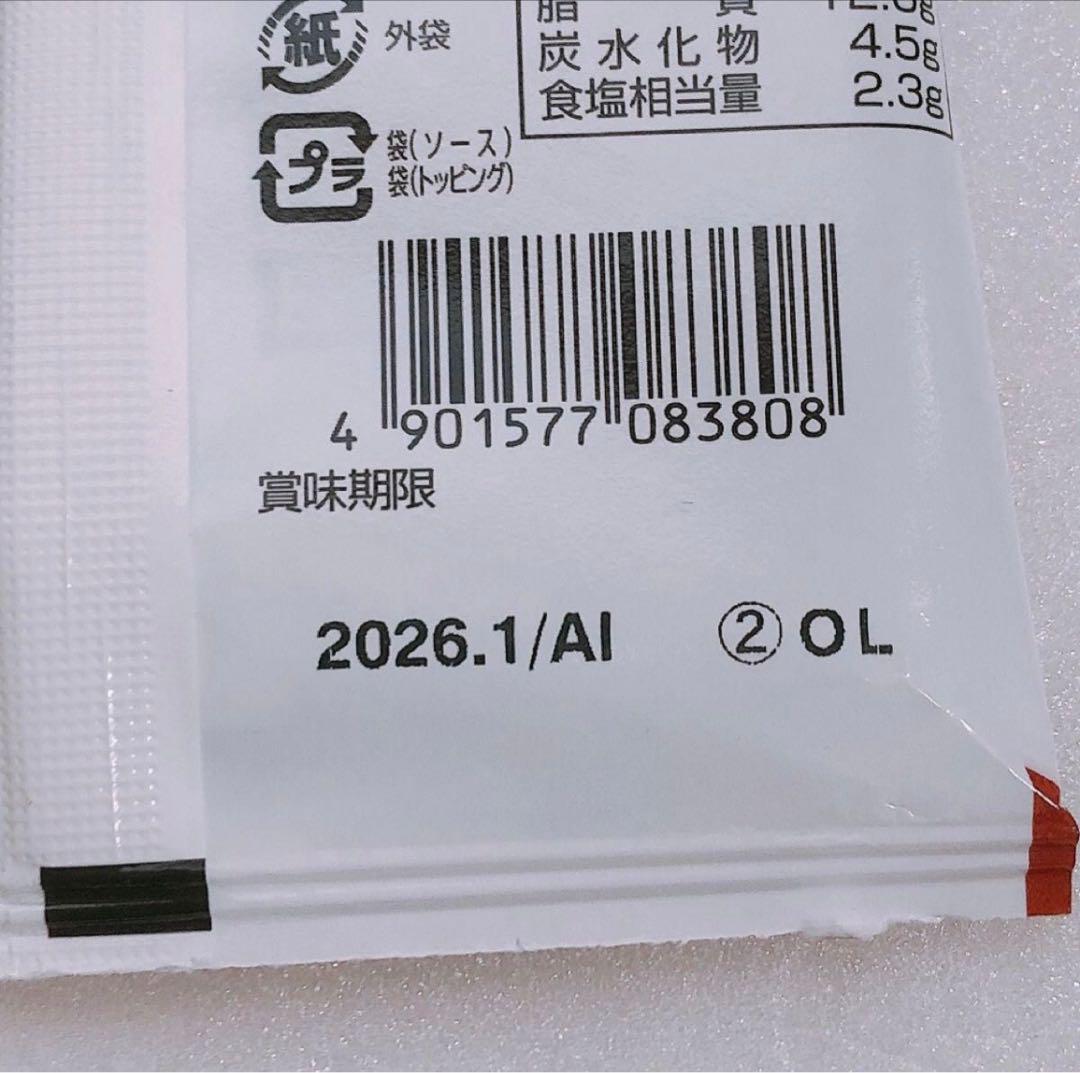 紙 外袋
炭水化物 4.5g
食塩相当量 2.3g
プラ 袋(ソース)
袋(トッピング)
4 901577 083808
賞味期限
2026.1/AI ② OL